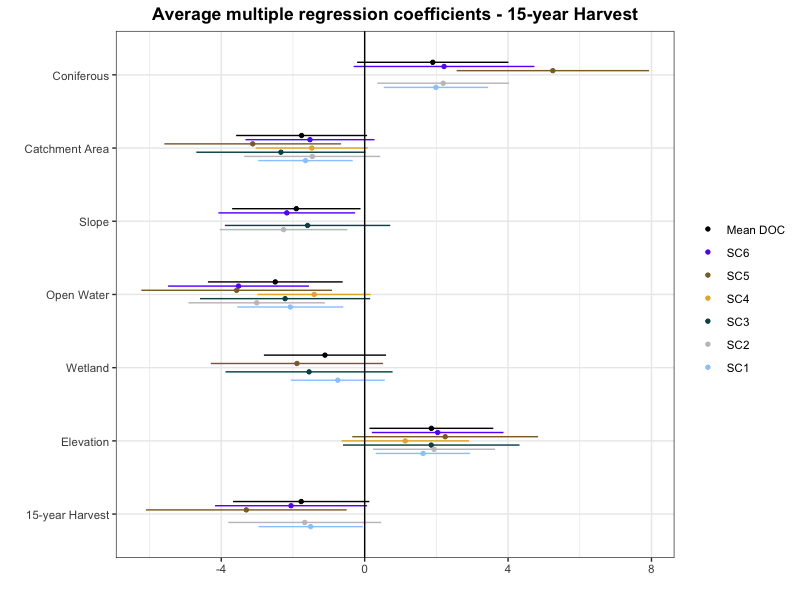 Average multiple regression coefficients - 15-year Harvest
Coniferous
Catchment Area
Slope
Open Water
Wetland
Elevation
15-year Harvest
-4
0
4
8
Mean DOC
SC6
SC5
SC4
SC3
SC2
SC1